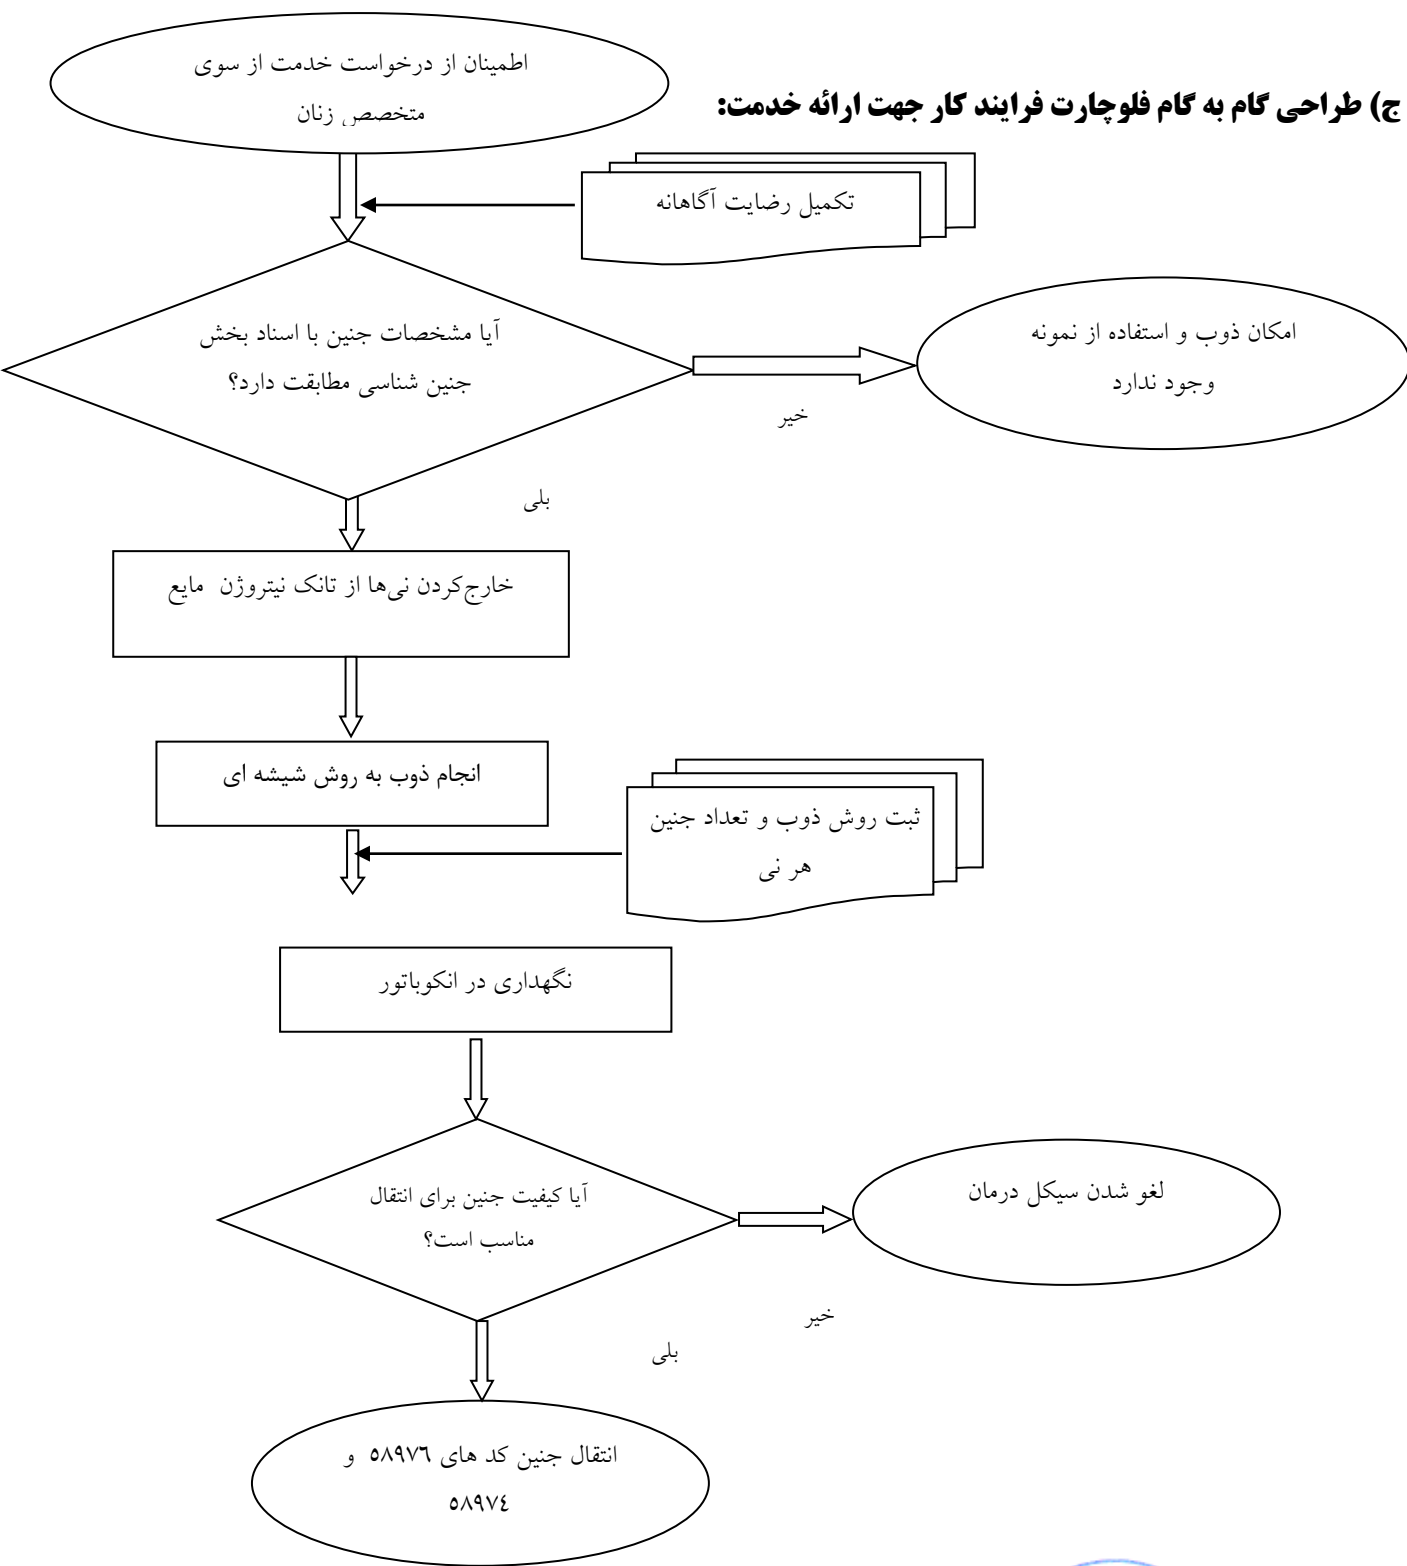 ج) طراحی گام به گام فلوچارت فرایند کار جهت ارائه خدمت:
اطمینان از درخواست خدمت از سوی
متخصص زنان
تکمیل رضایت آگاهانه
آیا مشخصات جنین با اسناد بخش
جنین شناسی مطابقت دارد؟
خیر
امکان ذوب و استفاده از نمونه
وجود ندارد
بلی
خارج‌کردن نی‌ها از تانک نیتروژن مایع
انجام ذوب به روش شیشه ای
ثبت روش ذوب و تعداد جنین
هر نی
نگهداری در انکوباتور
آیا کیفیت جنین برای انتقال
مناسب است؟
خیر
لغو شدن سیکل درمان
بلی
انتقال جنین کد های ٥٨٩٧٦ و
٥٨٩٧٤